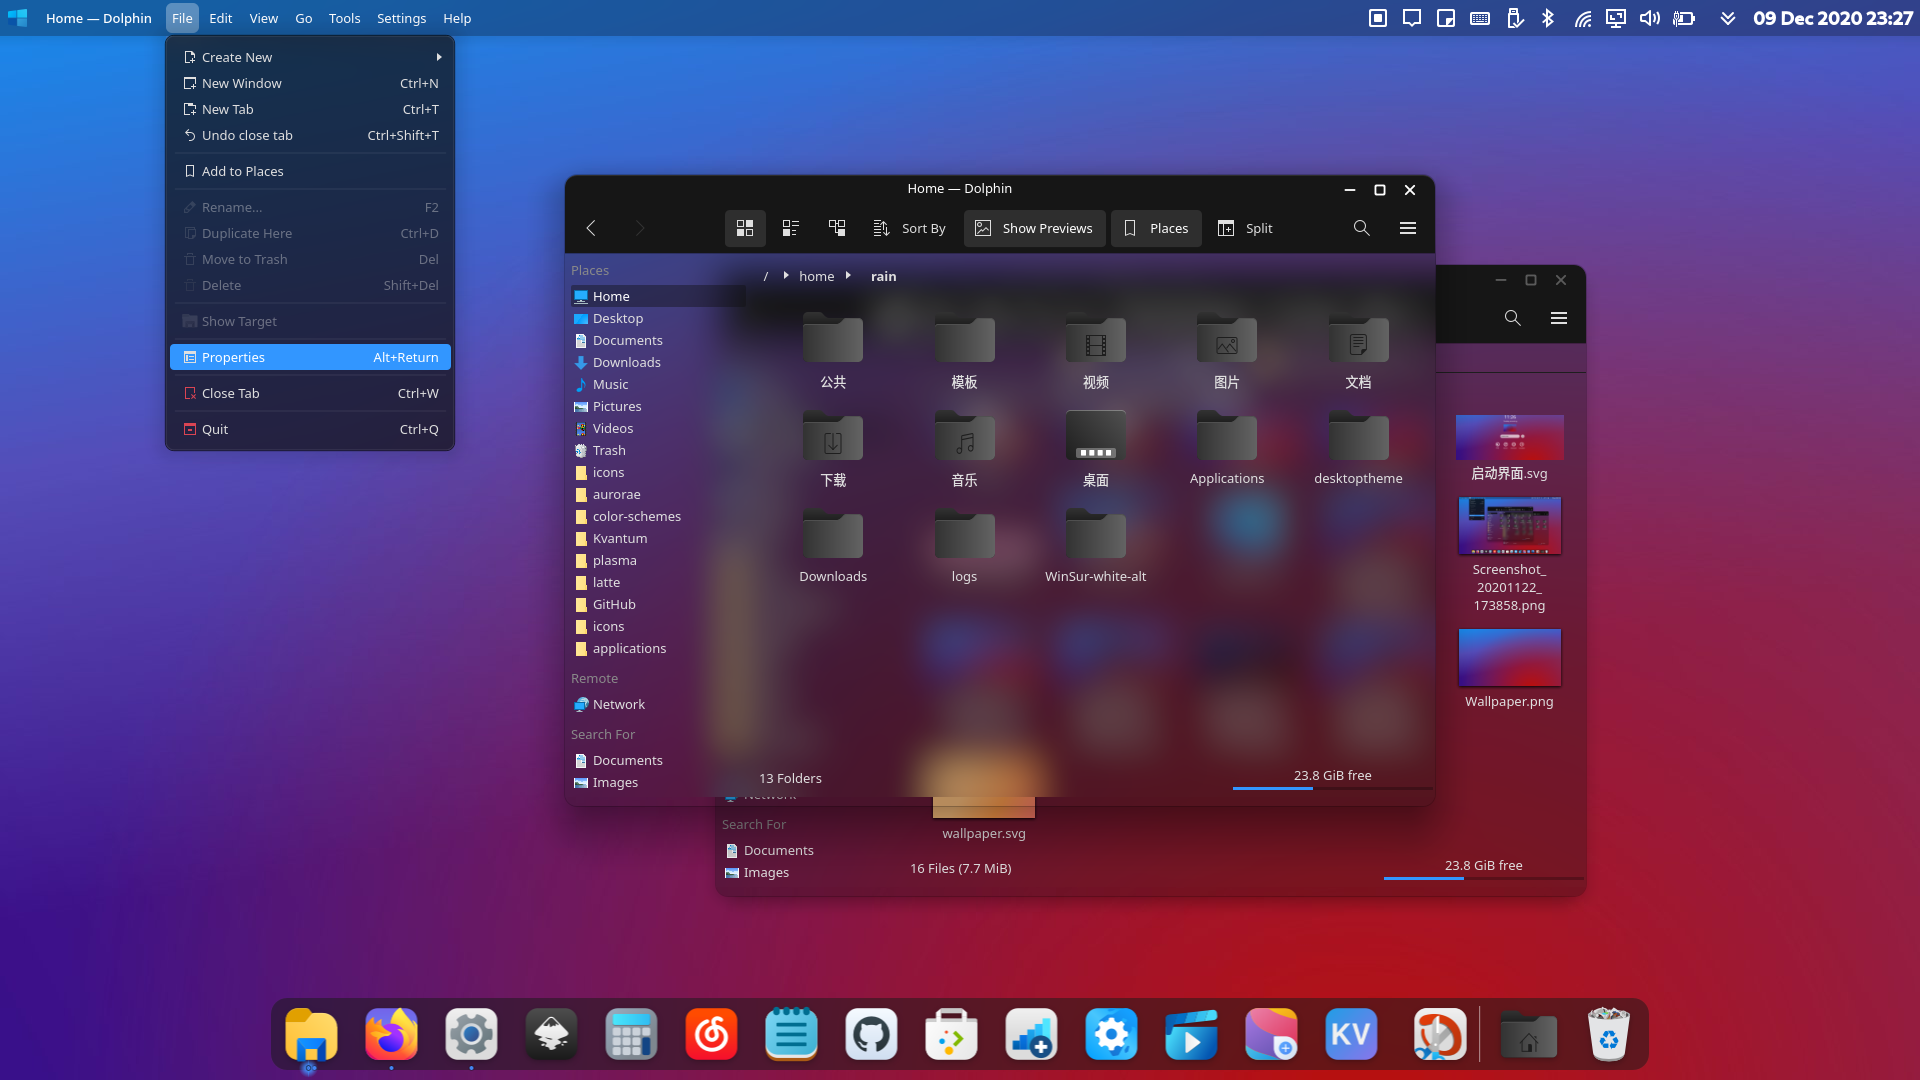 Home — Dolphin File Edit View Go Tools Settings Help
09 Dec 2020 23:27
Create New
New Window Ctrl+N
New Tab Ctrl+T
Undo close tab Ctrl+Shift+T
Add to Places
Rename... F2
Duplicate Here Ctrl+D
Move to Trash Del
Delete Shift+Del
Show Target
Properties Alt+Return
Close Tab Ctrl+W
Quit Ctrl+Q
Home — Dolphin
Sort By Show Previews Places Split
Places
Home
Desktop
Documents
Downloads
Music
Pictures
Videos
Trash
icons
aurorae
color-schemes
Kvantum
plasma
latte
GitHub
icons
applications
Remote
Network
Search For
Documents
Images
/ home rain
公共 模板 视频 图片 文档
下载 音乐 桌面 Applications desktoptheme
Downloads logs WinSur-white-alt
13 Folders 23.8 GiB free
启动界面.svg
Screenshot_
20201122_
173858.png
Wallpaper.png
Network
Search For
Documents
Images
wallpaper.svg
16 Files (7.7 MiB) 23.8 GiB free
KV